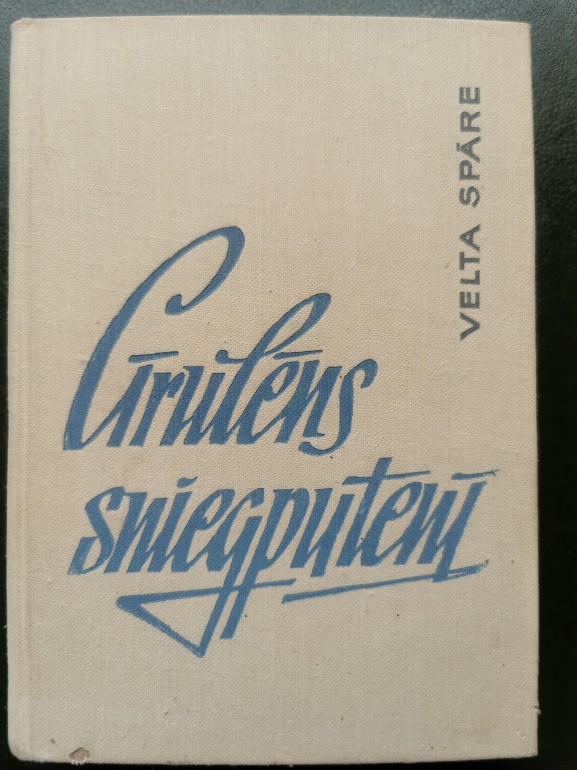 VELTA SPĀRE
Cīrulēns
sniegputenī